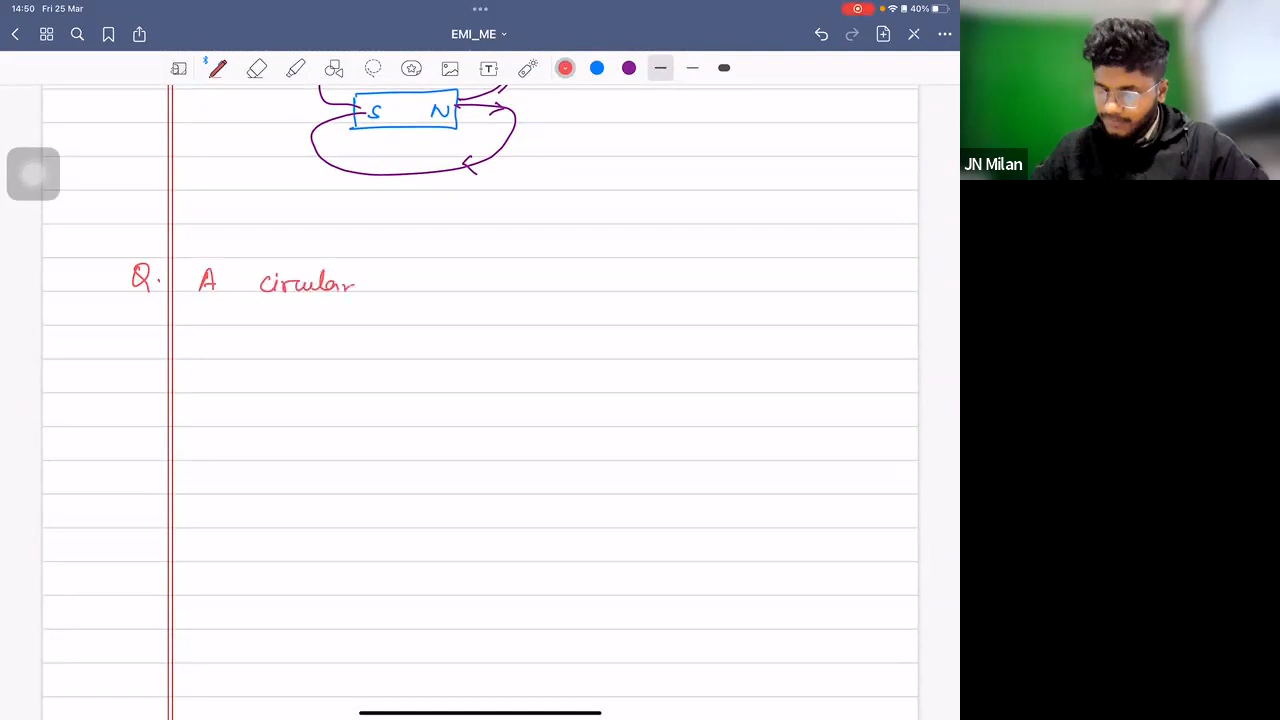 14:50 Fri 25 Mar
40%
EMI_ME
T
S N
JN Milan
Q. A circular